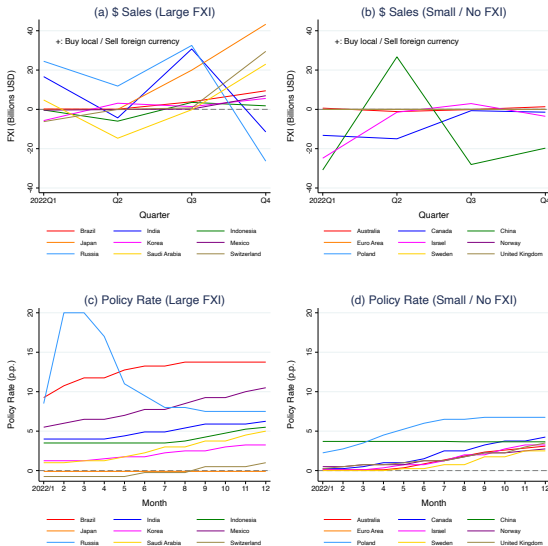 (a) $ Sales (Large FXI)
+: Buy local / Sell foreign currency
FXI (Billions USD)
40
20
0
-20
-40
2022Q1 Q2 Q3 Q4
Quarter
Brazil India Indonesia
Japan Korea Mexico
Russia Saudi Arabia Switzerland
(b) $ Sales (Small / No FXI)
+: Buy local / Sell foreign currency
FXI (Billions USD)
40
20
0
-20
-40
2022Q1 Q2 Q3 Q4
Quarter
Australia Canada China
Euro Area Israel Norway
Poland Sweden United Kingdom
(c) Policy Rate (Large FXI)
Policy Rate (p.p.)
20
15
10
5
0
2022/1 2 3 4 5 6 7 8 9 10 11 12
Month
Brazil India Indonesia
Japan Korea Mexico
Russia Saudi Arabia Switzerland
(d) Policy Rate (Small / No FXI)
Policy Rate (p.p.)
20
15
10
5
0
2022/1 2 3 4 5 6 7 8 9 10 11 12
Month
Australia Canada China
Euro Area Israel Norway
Poland Sweden United Kingdom